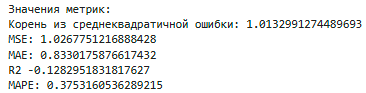 Значения метрик:
Корень из среднеквадратичной ошибки: 1.0132991274489693
MSE: 1.0267751216888428
MAE: 0.8330175876617432
R2 -0.1282951831817627
MAPE: 0.3753160536289215